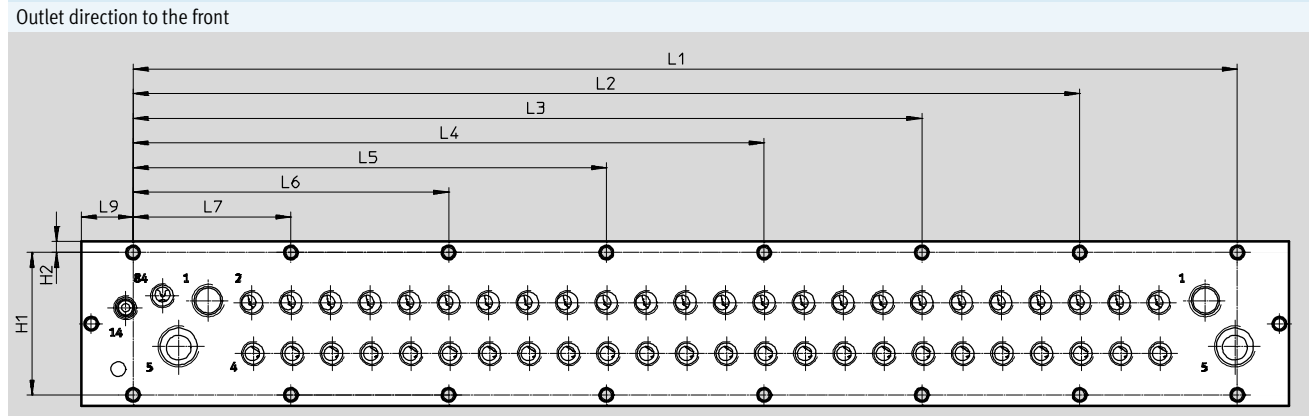 Outlet direction to the front
L1
L2
L3
L4
L5
L6
L9 L7
H2
84 1 2 1
H1
14
5 4 5